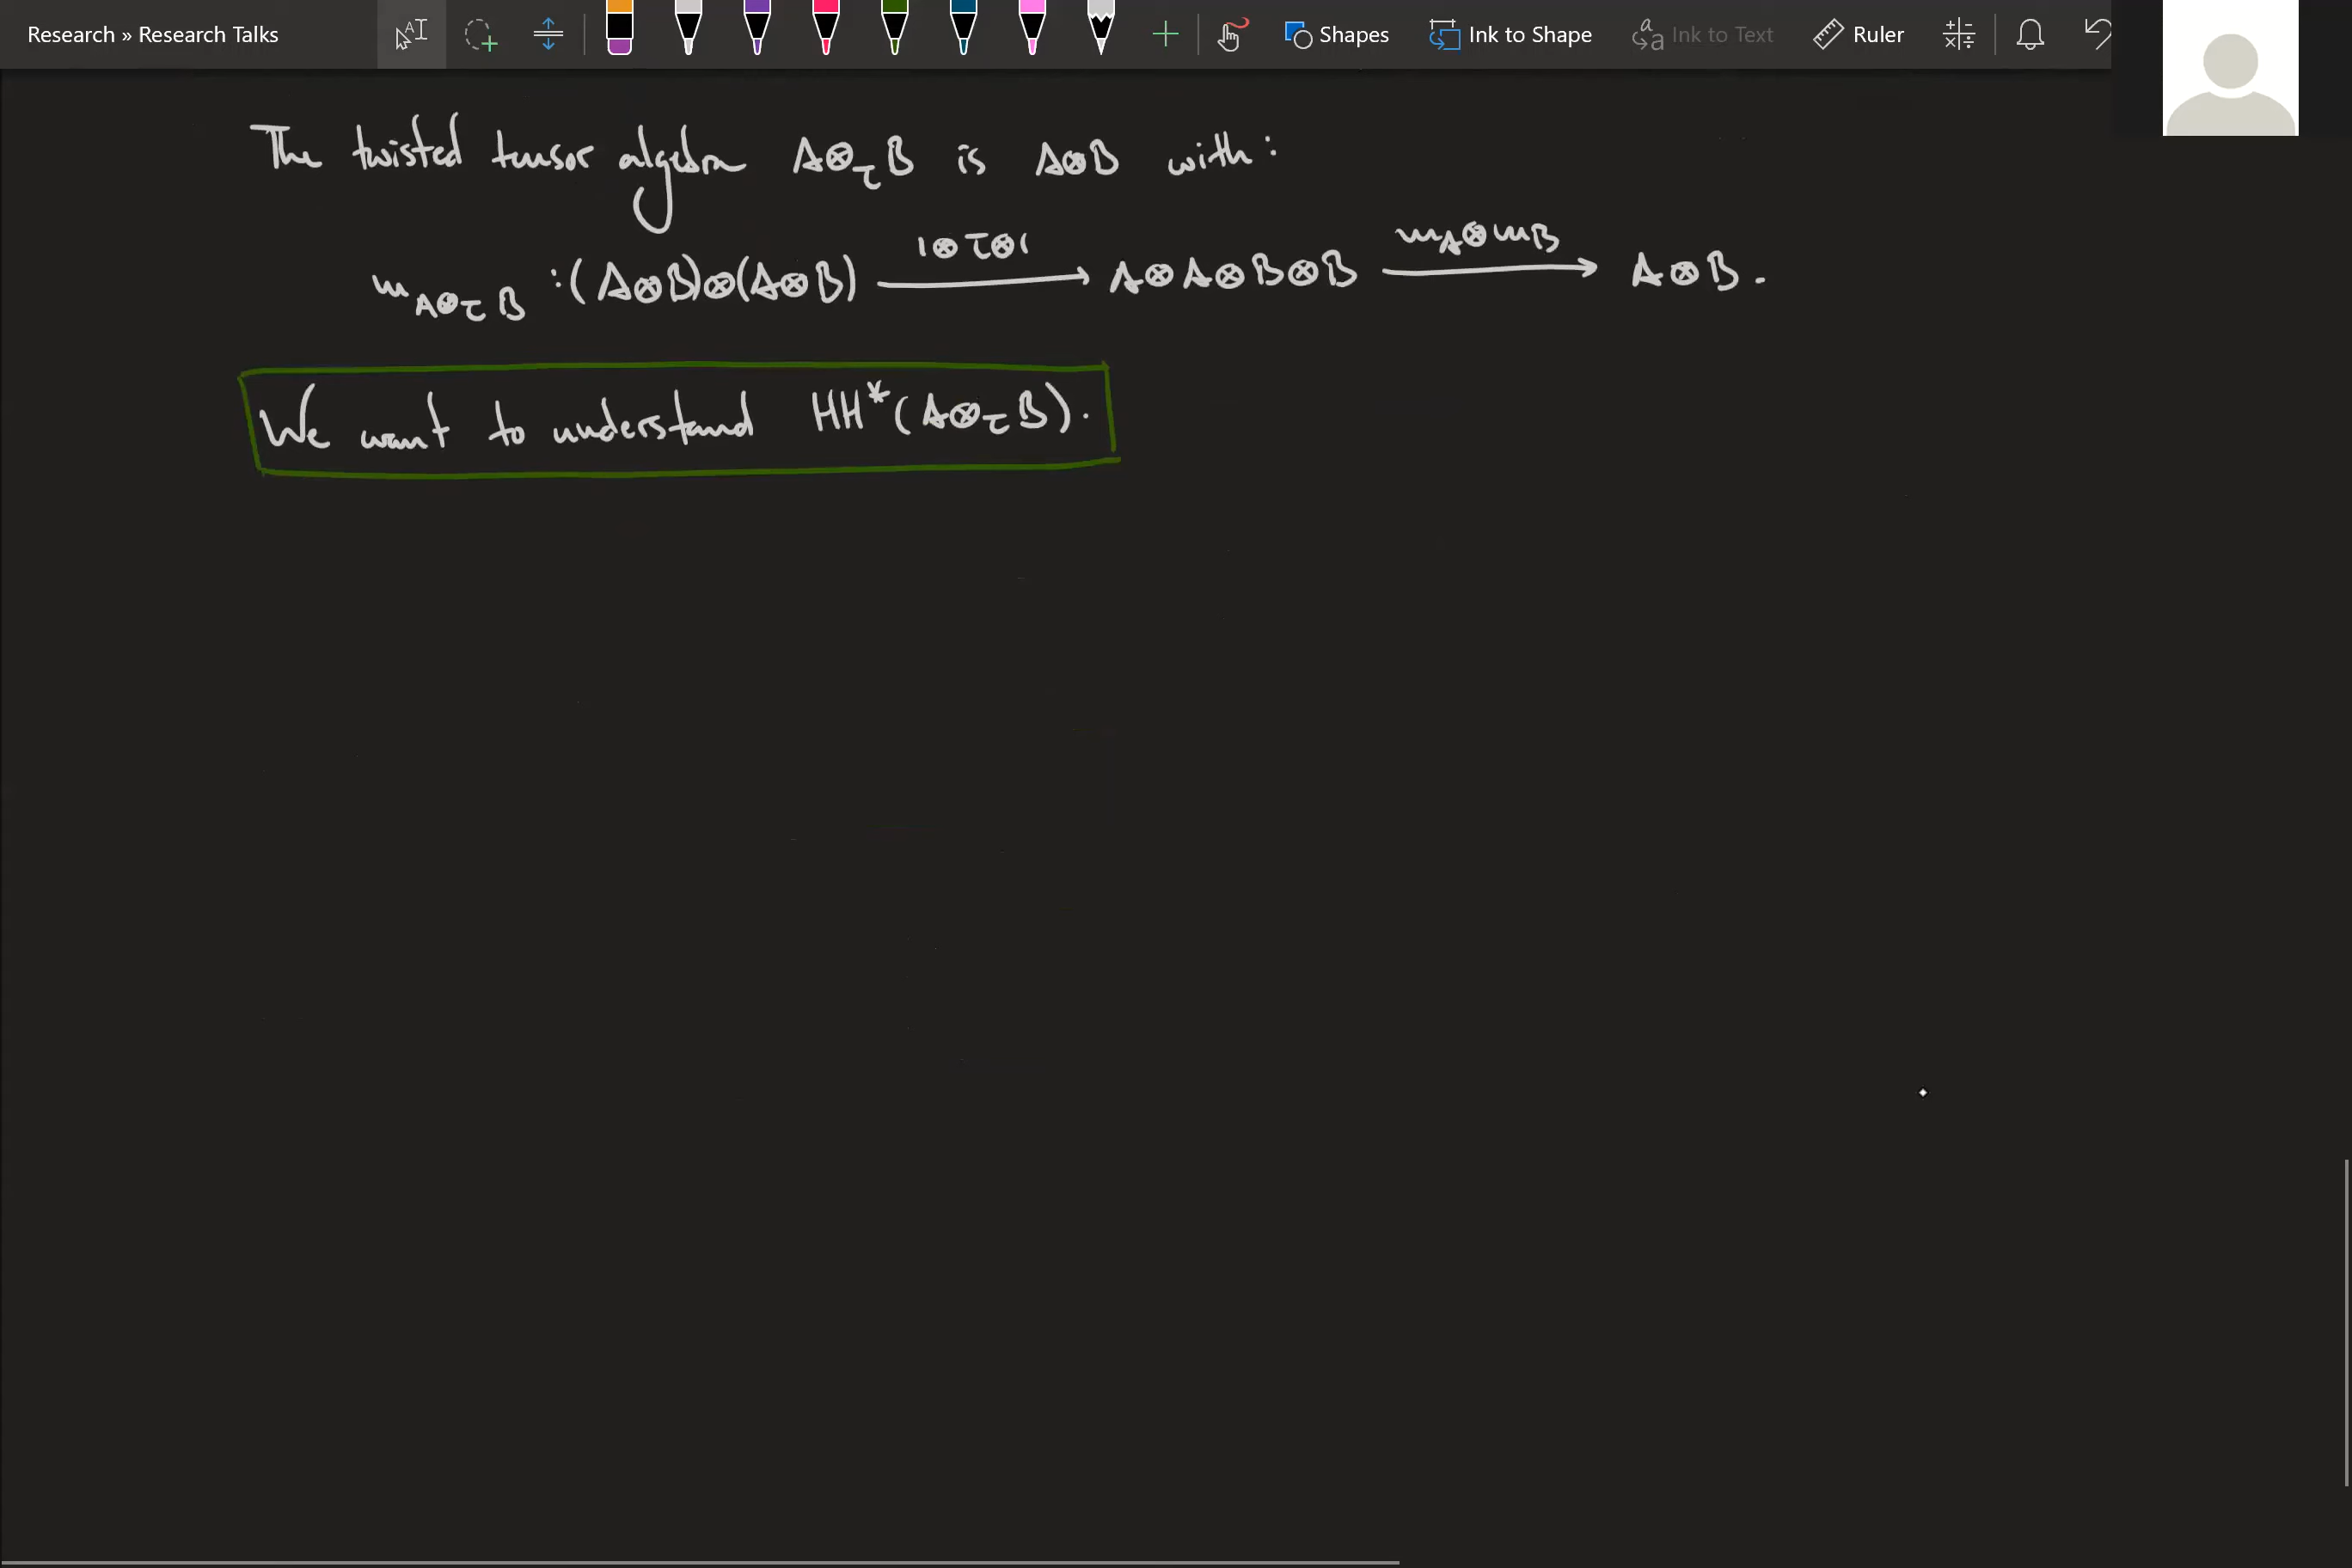 Research » Research Talks
Shapes Ink to Shape Ink to Text Ruler
The twisted tensor algebra A⊗_τ B is A⊗B with:
1⊗τ⊗1 m_A⊗m_B
m_{A⊗_τ B} : (A⊗B)⊗(A⊗B) ⟶ A⊗A⊗B⊗B ⟶ A⊗B.
We want to understand HH*(A⊗_τ B).